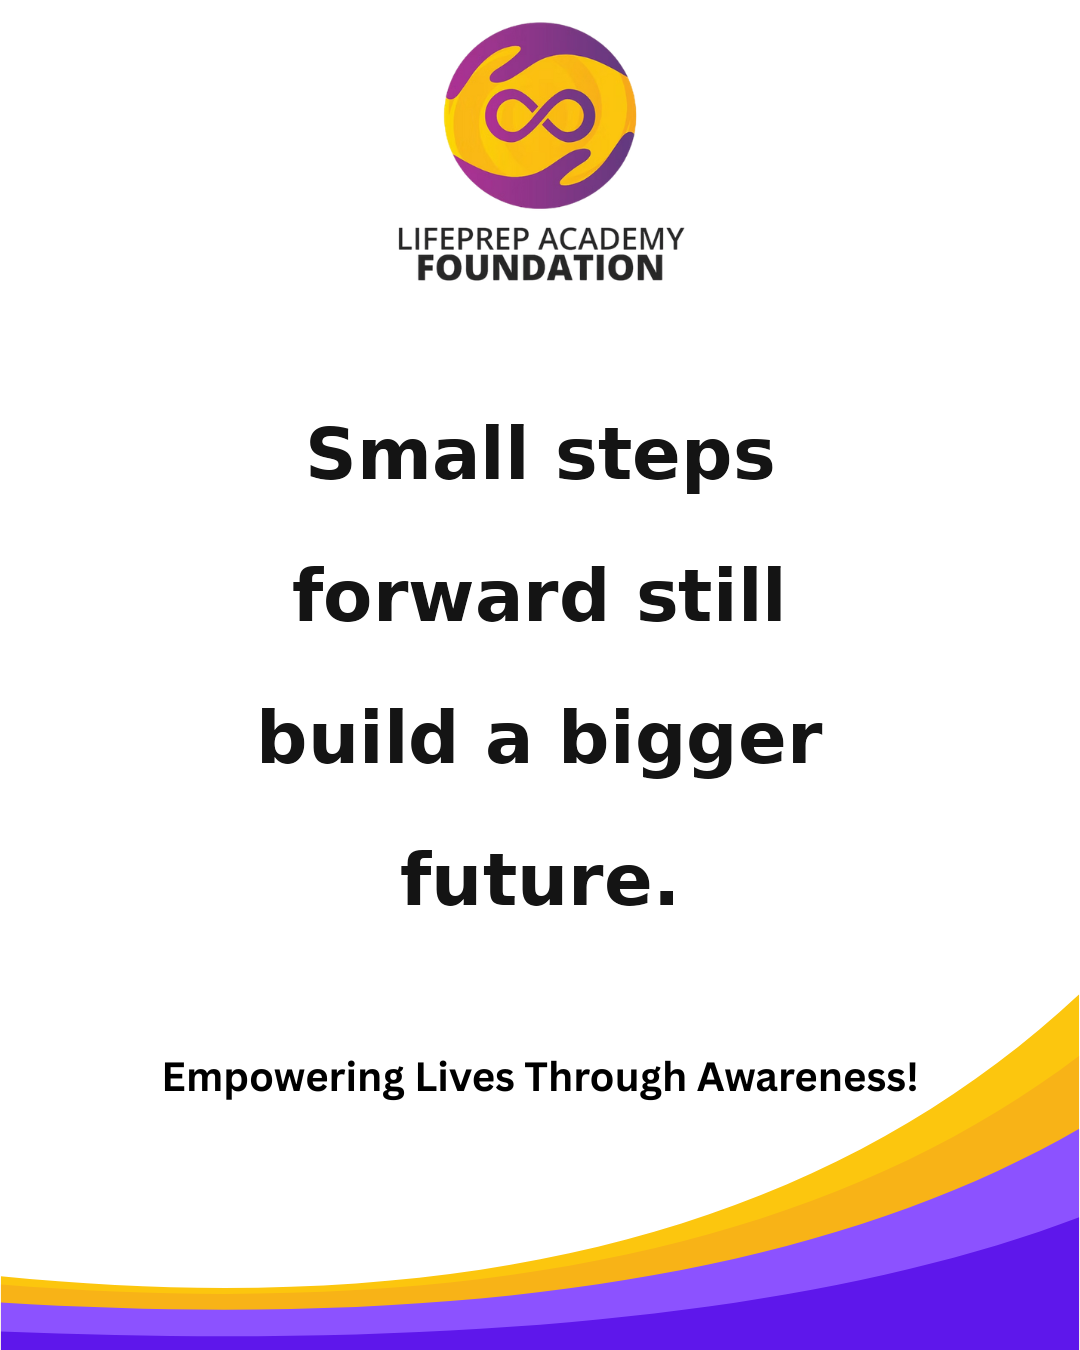 LIFEPREP ACADEMY
FOUNDATION
Small steps
forward still
build a bigger
future.
Empowering Lives Through Awareness!